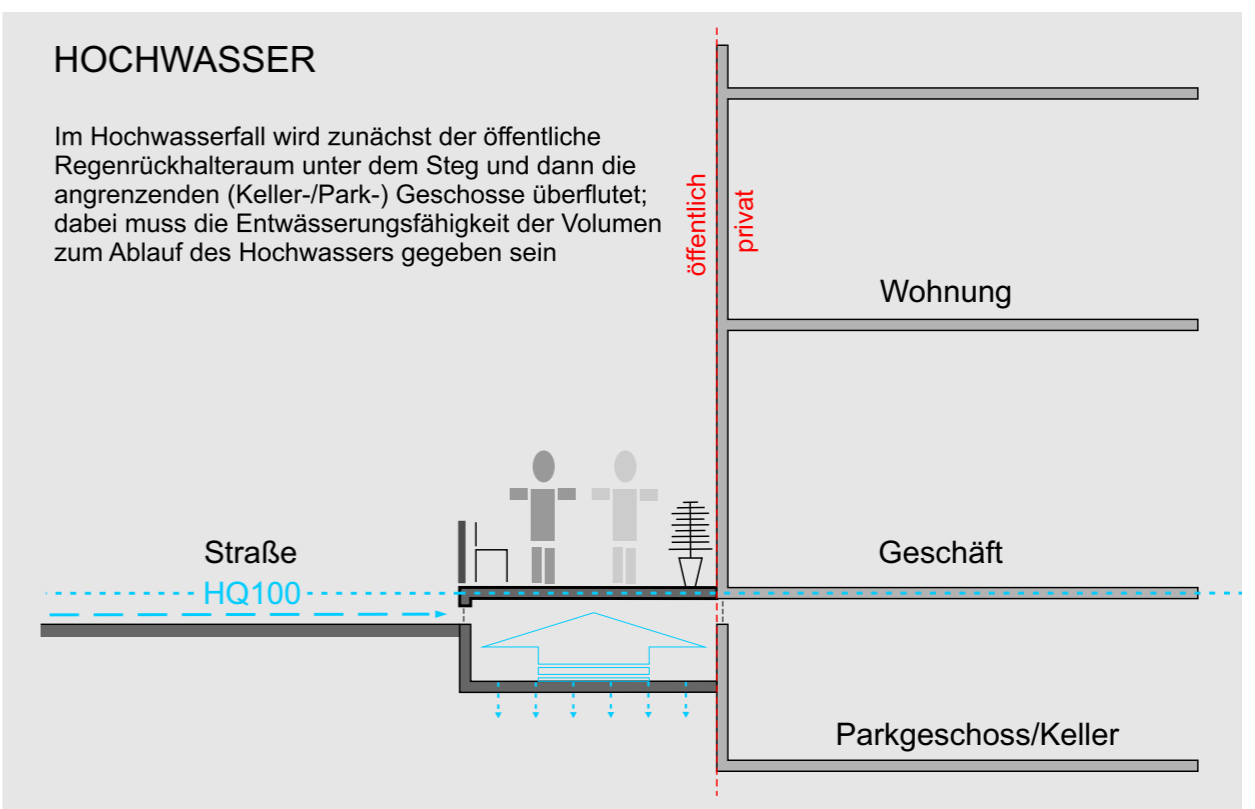 HOCHWASSER
Im Hochwasserfall wird zunächst der öffentliche
Regenrückhalteraum unter dem Steg und dann die
angrenzenden (Keller-/Park-) Geschosse überflutet;
dabei muss die Entwässerungsfähigkeit der Volumen
zum Ablauf des Hochwassers gegeben sein
öffentlich
privat
Wohnung
Straße
Geschäft
HQ100
Parkgeschoss/Keller